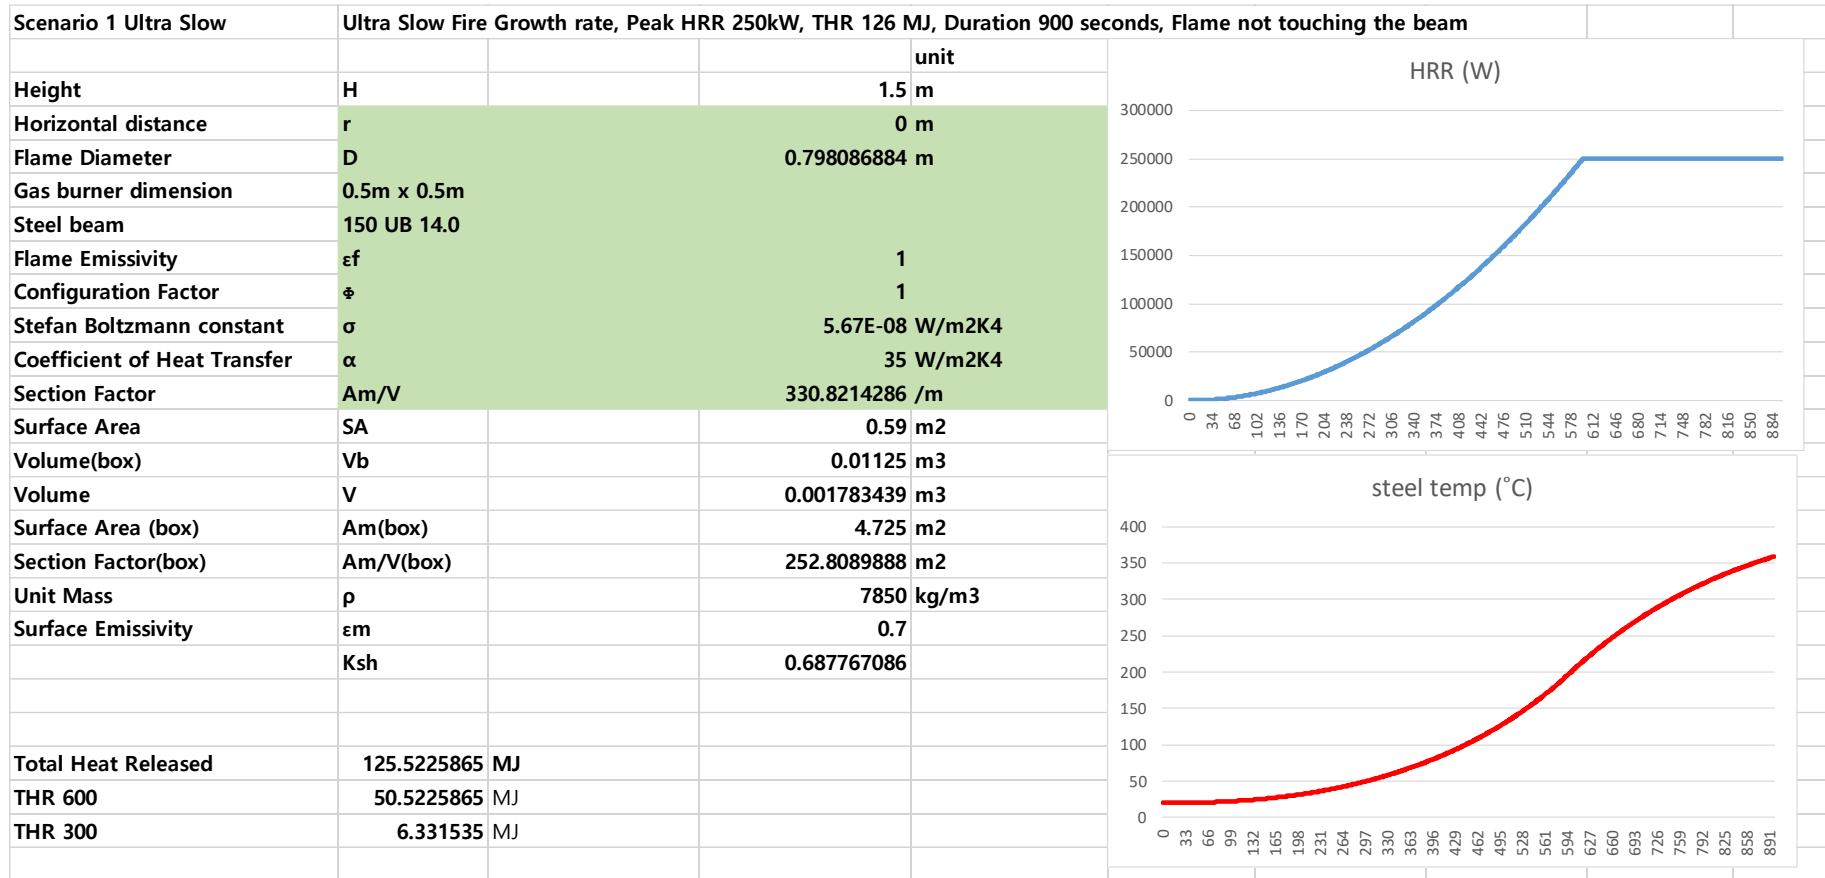 Scenario 1 Ultra Slow Ultra Slow Fire Growth rate, Peak HRR 250kW, THR 126 MJ, Duration 900 seconds, Flame not touching the beam
unit
Height H 1.5 m
Horizontal distance r 0 m
Flame Diameter D 0.798086884 m
Gas burner dimension 0.5m x 0.5m
Steel beam 150 UB 14.0
Flame Emissivity εf 1
Configuration Factor Φ 1
Stefan Boltzmann constant σ 5.67E-08 W/m2K4
Coefficient of Heat Transfer α 35 W/m2K4
Section Factor Am/V 330.8214286 /m
Surface Area SA 0.59 m2
Volume(box) Vb 0.01125 m3
Volume V 0.001783439 m3
Surface Area (box) Am(box) 4.725 m2
Section Factor(box) Am/V(box) 252.8089888 m2
Unit Mass ρ 7850 kg/m3
Surface Emissivity εm 0.7
Ksh 0.687767086
Total Heat Released 125.5225865 MJ
THR 600 50.5225865 MJ
THR 300 6.331535 MJ
HRR (W)
300000
250000
200000
150000
100000
50000
0
0 34 68 102 136 170 204 238 272 306 340 374 408 442 476 510 544 578 612 646 680 714 748 782 816 850 884
steel temp (˚C)
400
350
300
250
200
150
100
50
0
0 33 66 99 132 165 198 231 264 297 330 363 396 429 462 495 528 561 594 627 660 693 726 759 792 825 858 891